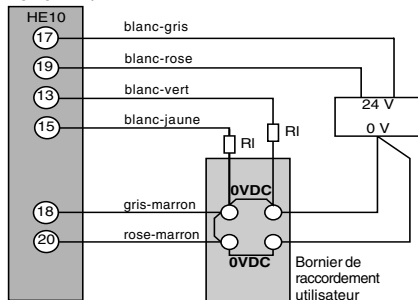 HE10
17 blanc-gris
19 blanc-rose
13 blanc-vert
15 blanc-jaune
24 V
0 V
RI
RI
0VDC
18 gris-marron
20 rose-marron
0VDC
Bornier de
raccordement
utilisateur